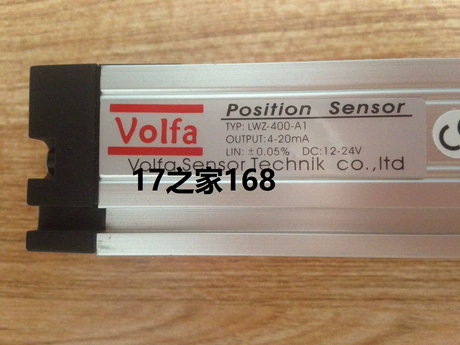 Volfa
Position Sensor
TYP: LWZ-400-A1
OUTPUT:4-20mA
LIN: ±0.05% DC:12-24V
Volfa Sensor Technik co.,ltd
17之家168